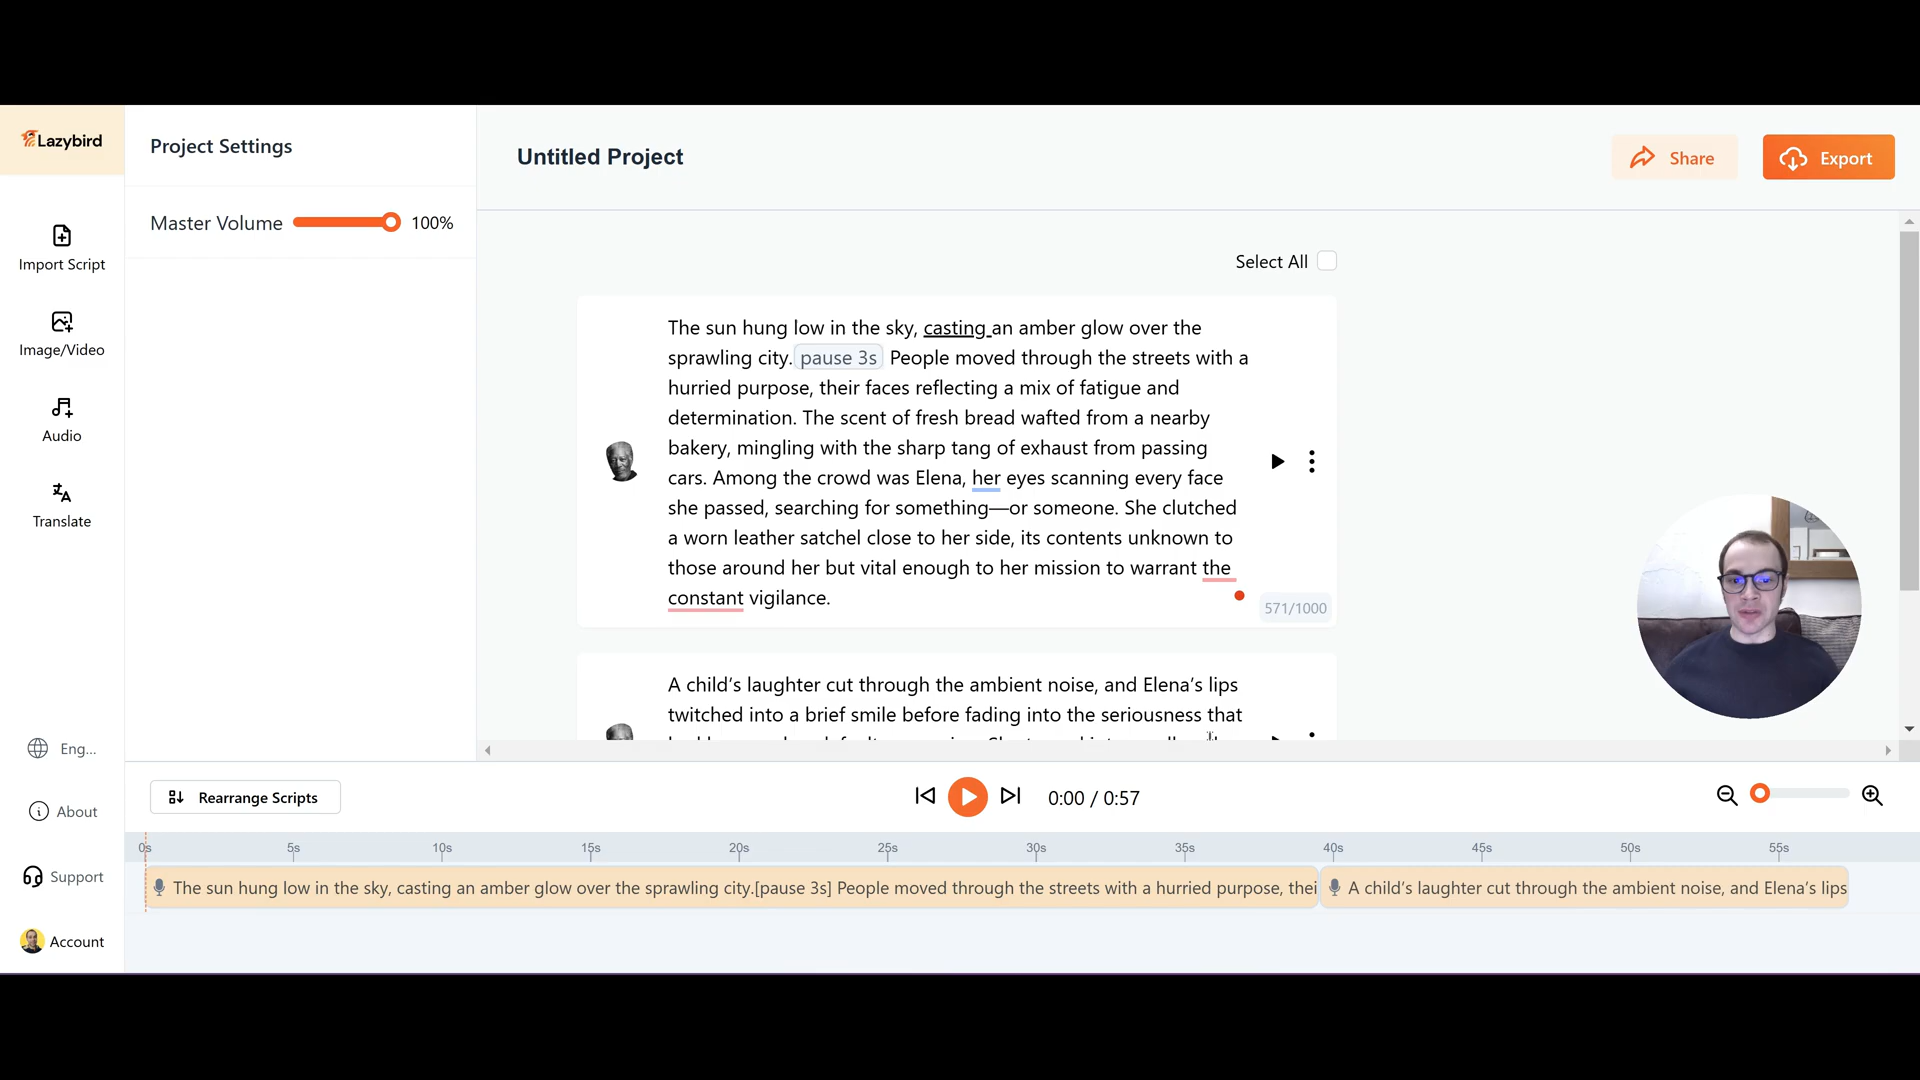 Lazybird
Import Script
Image/Video
Audio
Translate
Eng...
About
Support
Account
Project Settings
Master Volume 100%
Untitled Project
Share
Export
Select All
The sun hung low in the sky, casting an amber glow over the
sprawling city. pause 3s People moved through the streets with a
hurried purpose, their faces reflecting a mix of fatigue and
determination. The scent of fresh bread wafted from a nearby
bakery, mingling with the sharp tang of exhaust from passing
cars. Among the crowd was Elena, her eyes scanning every face
she passed, searching for something—or someone. She clutched
a worn leather satchel close to her side, its contents unknown to
those around her but vital enough to her mission to warrant the
constant vigilance.
571/1000
A child’s laughter cut through the ambient noise, and Elena’s lips
twitched into a brief smile before fading into the seriousness that
Rearrange Scripts
0:00 / 0:57
0s 5s 10s 15s 20s 25s 30s 35s 40s 45s 50s 55s
The sun hung low in the sky, casting an amber glow over the sprawling city.[pause 3s] People moved through the streets with a hurried purpose, thei
A child’s laughter cut through the ambient noise, and Elena’s lips